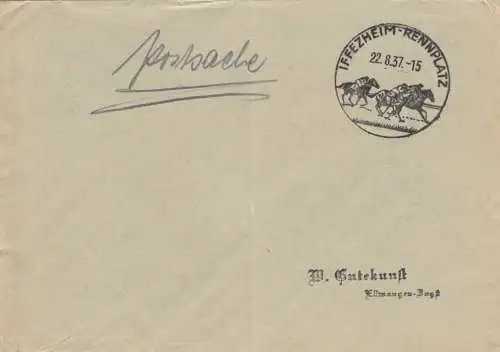 Postsache
IFFEZHEIM-RENNPLATZ
22.8.37.-15
W. Gutekunst
Ellwangen-Jagst